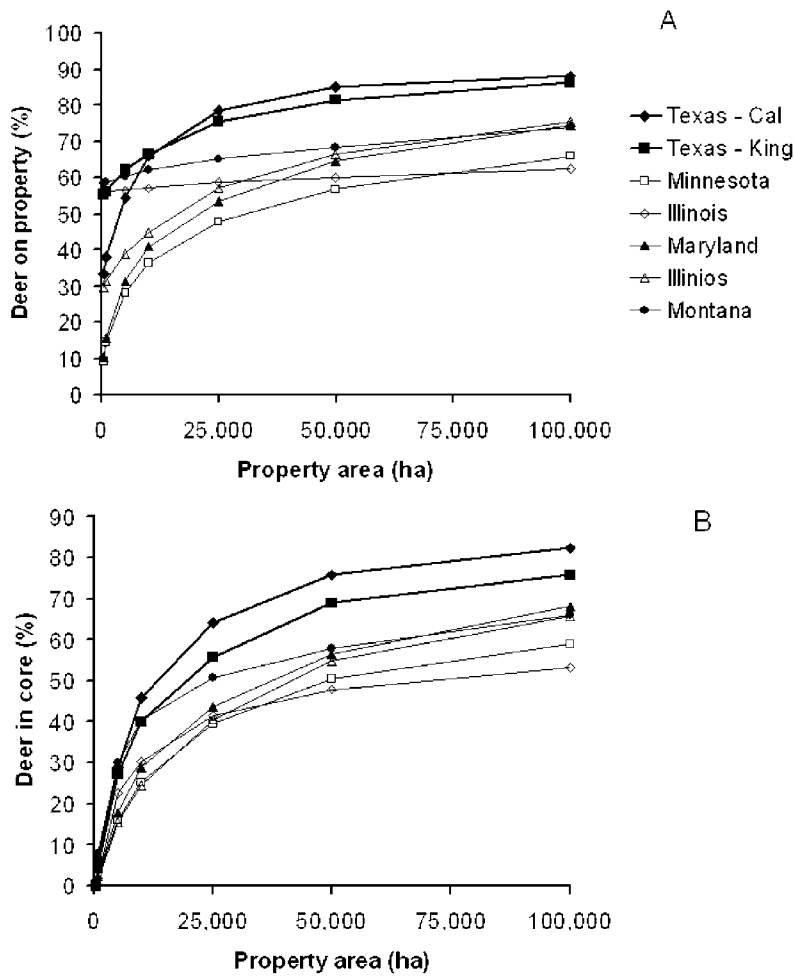 A
100
90
80
70
60
50
40
30
20
10
0
Deer on property (%)
0
25,000
50,000
75,000
100,000
Property area (ha)
Texas - Cal
Texas - King
Minnesota
Illinois
Maryland
Illinios
Montana
B
90
80
70
60
50
40
30
20
10
0
Deer in core (%)
0
25,000
50,000
75,000
100,000
Property area (ha)